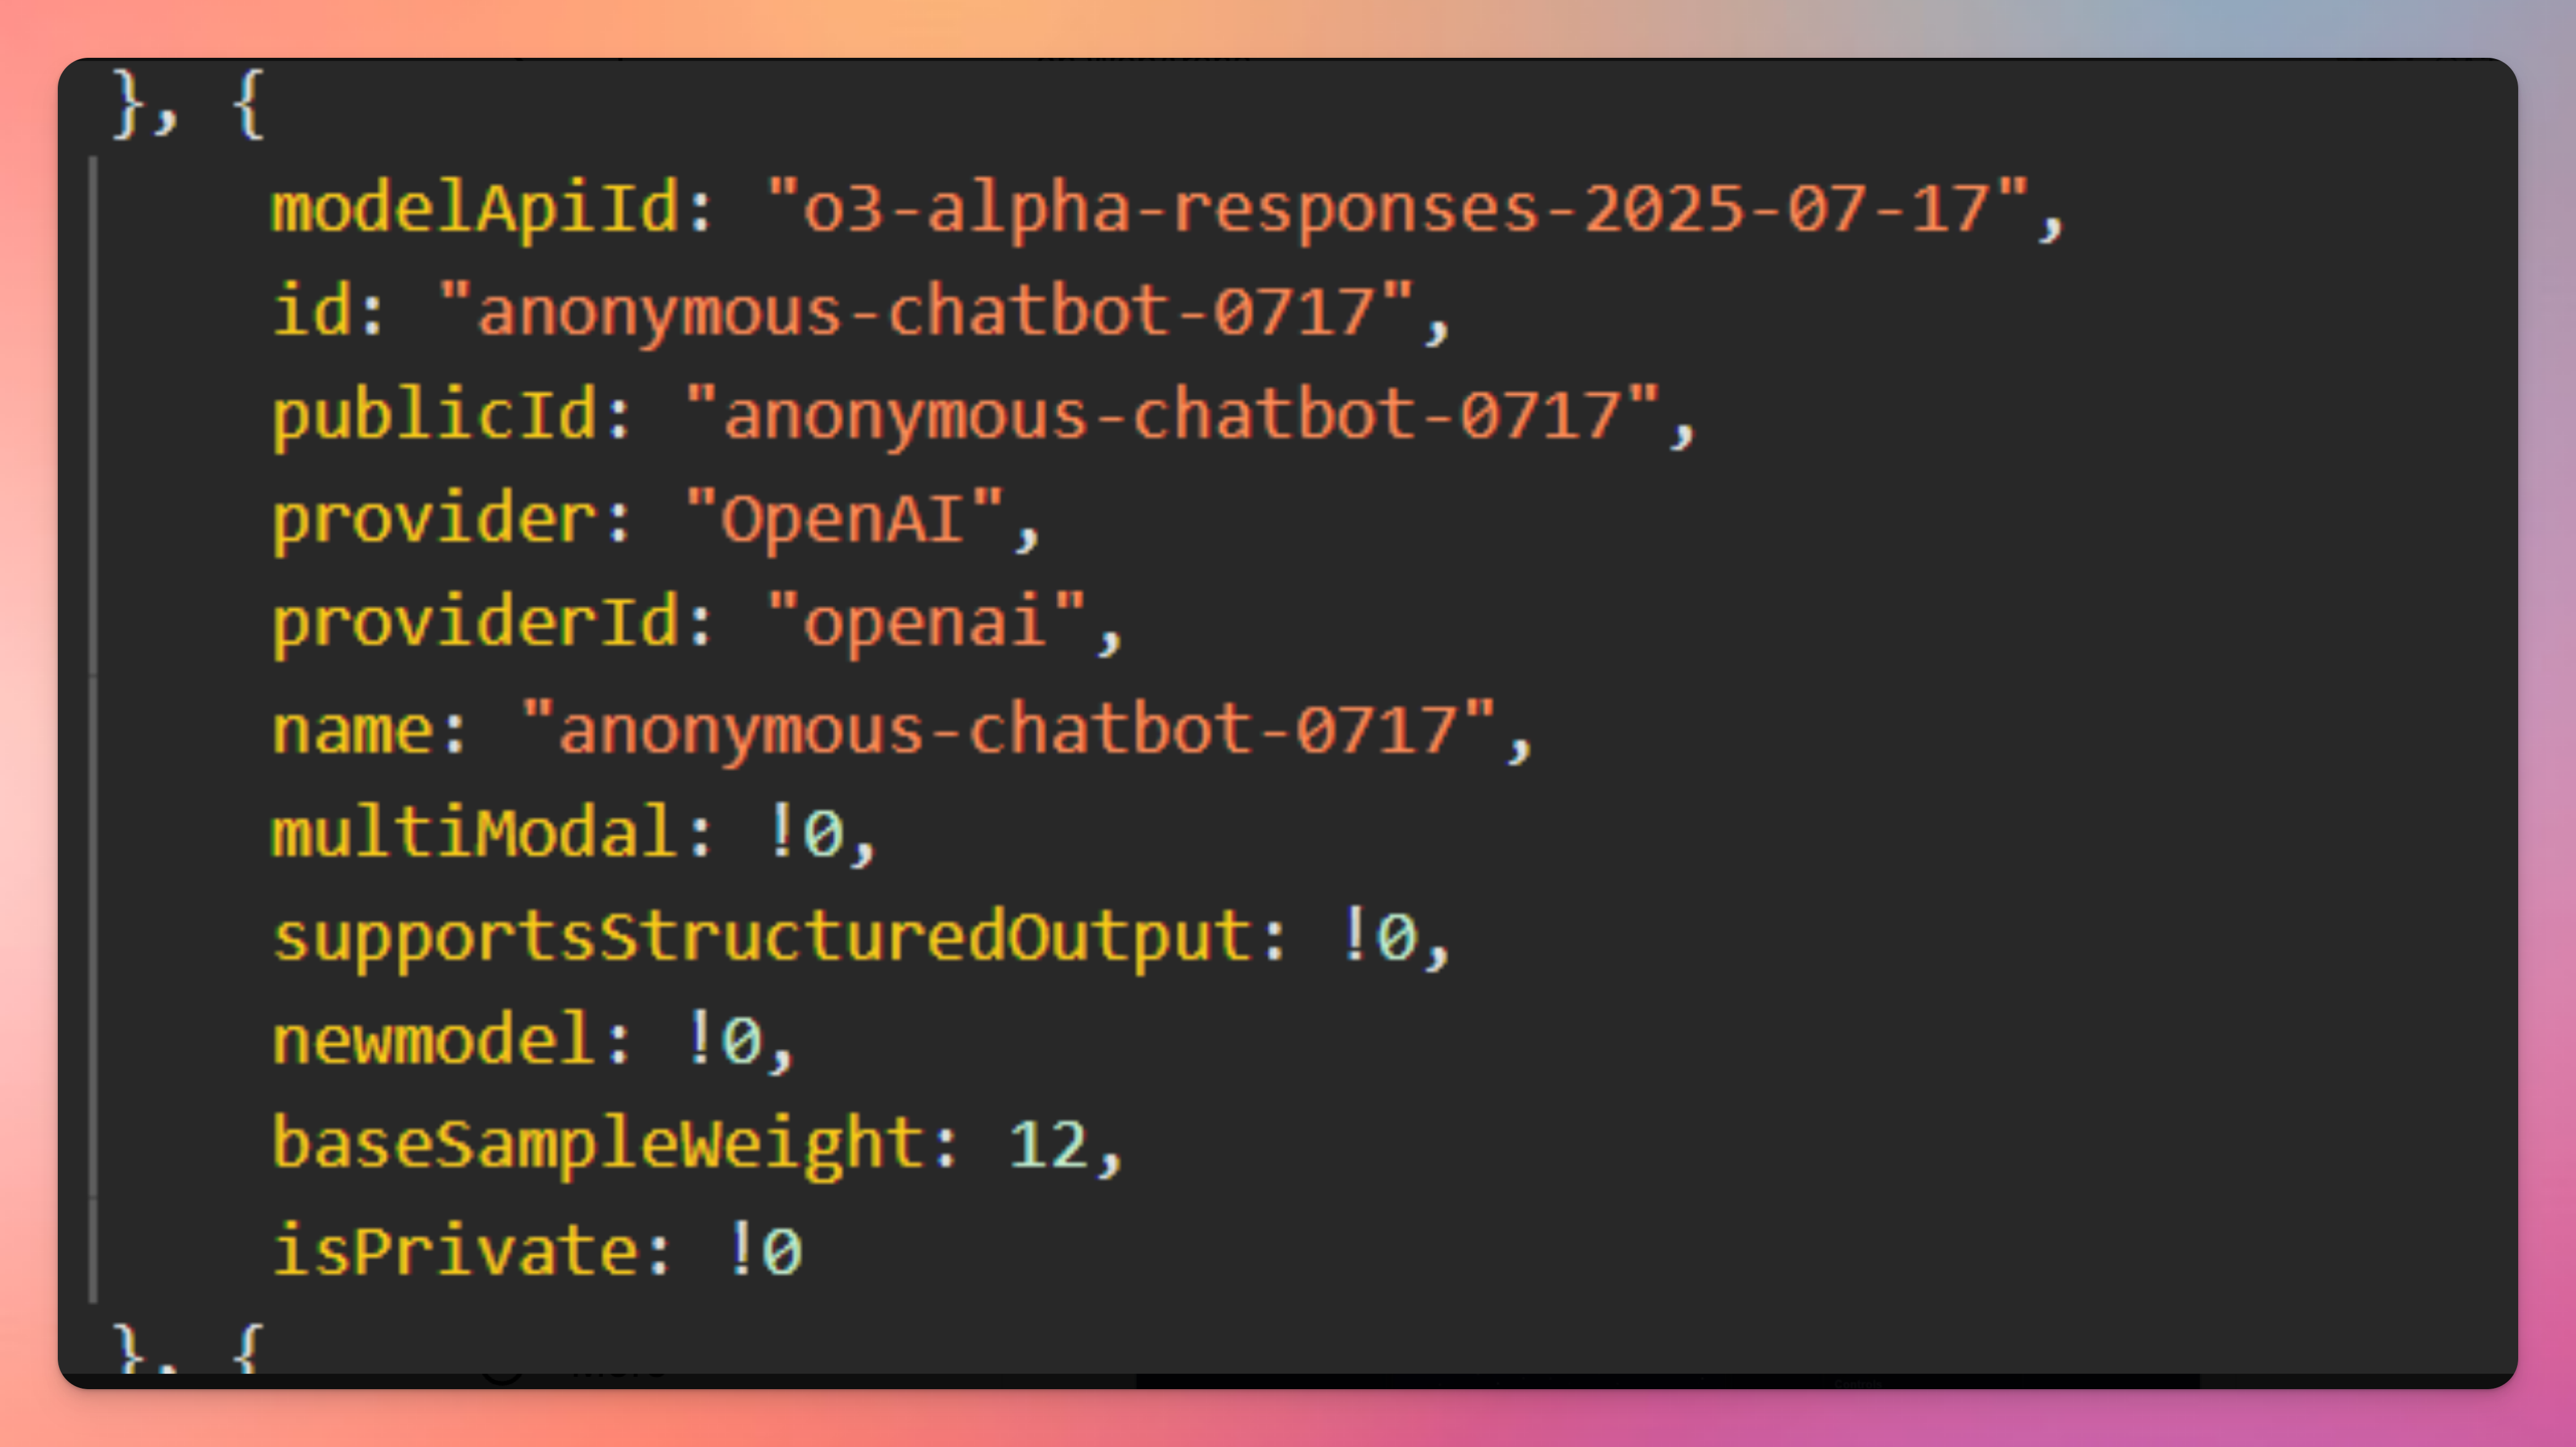 }, {
modelApiId: "o3-alpha-responses-2025-07-17",
id: "anonymous-chatbot-0717",
publicId: "anonymous-chatbot-0717",
provider: "OpenAI",
providerId: "openai",
name: "anonymous-chatbot-0717",
multiModal: !0,
supportsStructuredOutput: !0,
newmodel: !0,
baseSampleWeight: 12,
isPrivate: !0
}, {